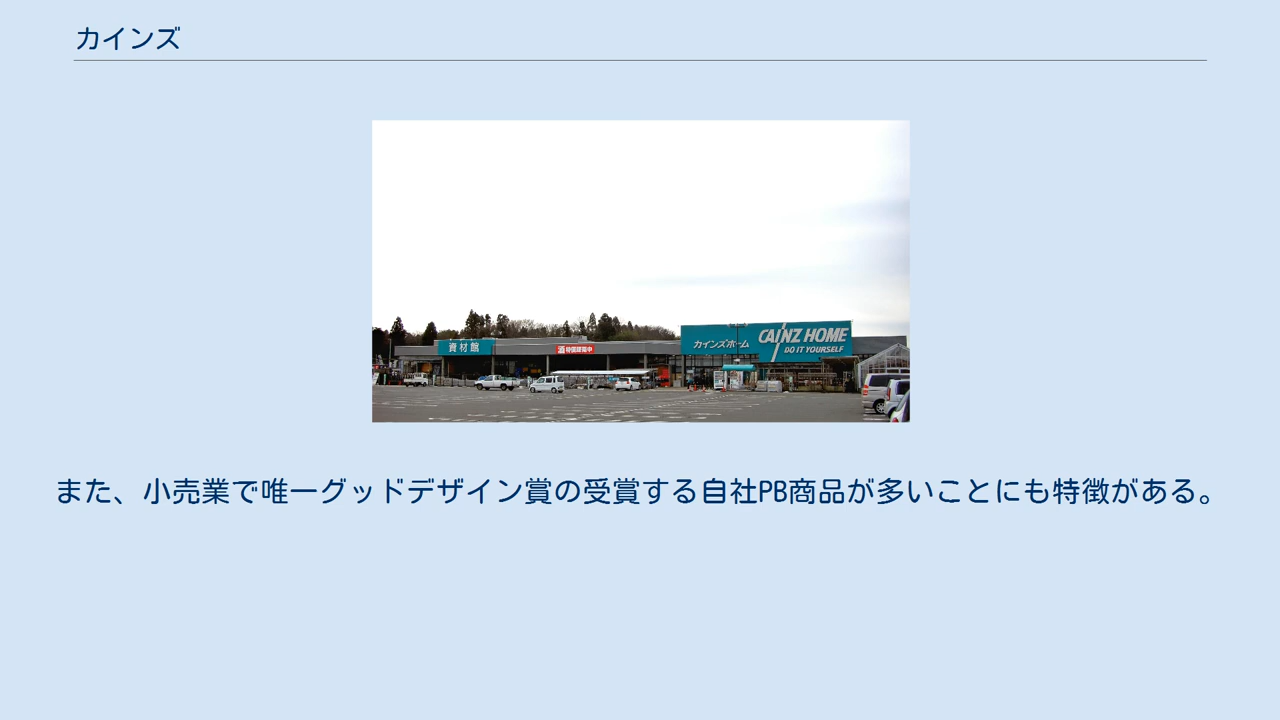 カインズ
資材館
カインズホーム
CAINZ HOME
DO IT YOURSELF
また、小売業で唯一グッドデザイン賞の受賞する自社PB商品が多いことにも特徴がある。